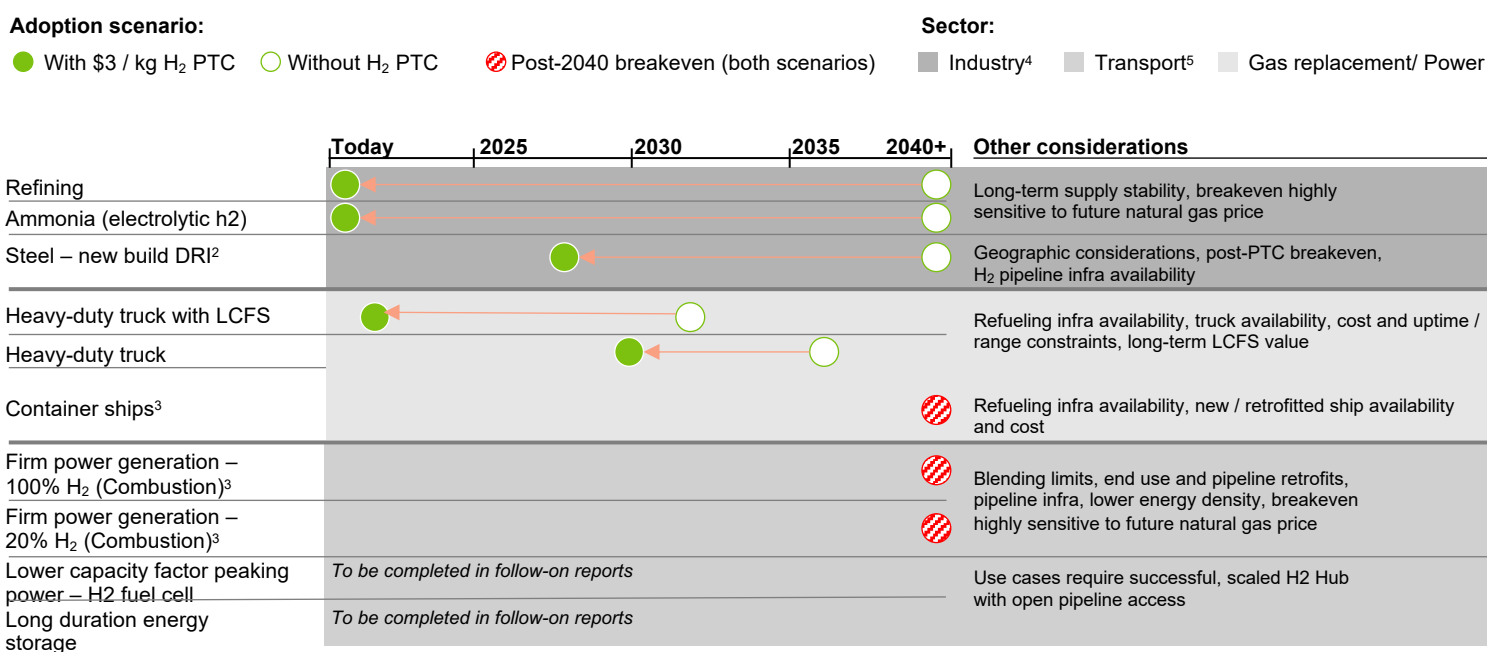 Adoption scenario:
Sector:
With $3 / kg H₂ PTC
Without H₂ PTC
Post-2040 breakeven (both scenarios)
Industry⁴
Transport⁵
Gas replacement/ Power
Today
2025
2030
2035
2040+
Other considerations
Refining
Ammonia (electrolytic h2)
Long-term supply stability, breakeven highly
sensitive to future natural gas price
Steel – new build DRI²
Geographic considerations, post-PTC breakeven,
H₂ pipeline infra availability
Heavy-duty truck with LCFS
Heavy-duty truck
Refueling infra availability, truck availability, cost and uptime /
range constraints, long-term LCFS value
Container ships³
Refueling infra availability, new / retrofitted ship availability
and cost
Firm power generation –
100% H₂ (Combustion)³
Firm power generation –
20% H₂ (Combustion)³
Blending limits, end use and pipeline retrofits,
pipeline infra, lower energy density, breakeven
highly sensitive to future natural gas price
Lower capacity factor peaking
power – H2 fuel cell
To be completed in follow-on reports
Long duration energy
storage
To be completed in follow-on reports
Use cases require successful, scaled H2 Hub
with open pipeline access